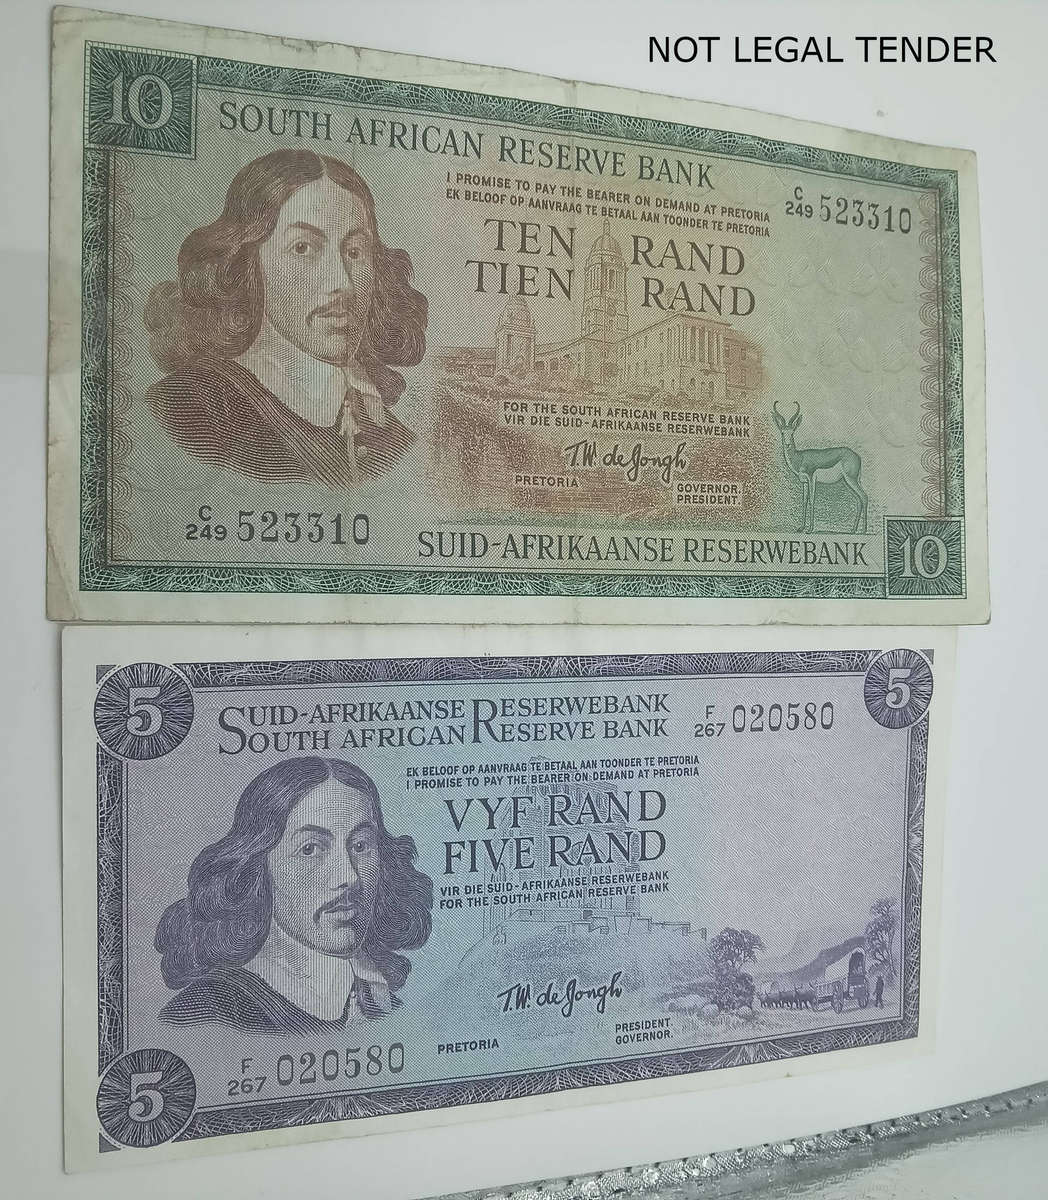 NOT LEGAL TENDER
10
SOUTH AFRICAN RESERVE BANK
I PROMISE TO PAY THE BEARER ON DEMAND AT PRETORIA
EK BELOOF OP AANVRAAG TE BETAAL AAN TOONDER TE PRETORIA
C
249 523310
TEN RAND
TIEN RAND
FOR THE SOUTH AFRICAN RESERVE BANK
VIR DIE SUID-AFRIKAANSE RESERWEBANK
T.W. de Jongh
PRETORIA
GOVERNOR.
PRESIDENT.
C
249 523310
SUID-AFRIKAANSE RESERWEBANK
10
5
5
SUID-AFRIKAANSE RESERWEBANK
SOUTH AFRICAN RESERVE BANK
F
267 020580
EK BELOOF OP AANVRAAG TE BETAAL AAN TOONDER TE PRETORIA
I PROMISE TO PAY THE BEARER ON DEMAND AT PRETORIA
VYF RAND
FIVE RAND
VIR DIE SUID-AFRIKAANSE RESERWEBANK
FOR THE SOUTH AFRICAN RESERVE BANK
T.W. de Jongh
PRETORIA
PRESIDENT.
GOVERNOR.
F
267 020580
5